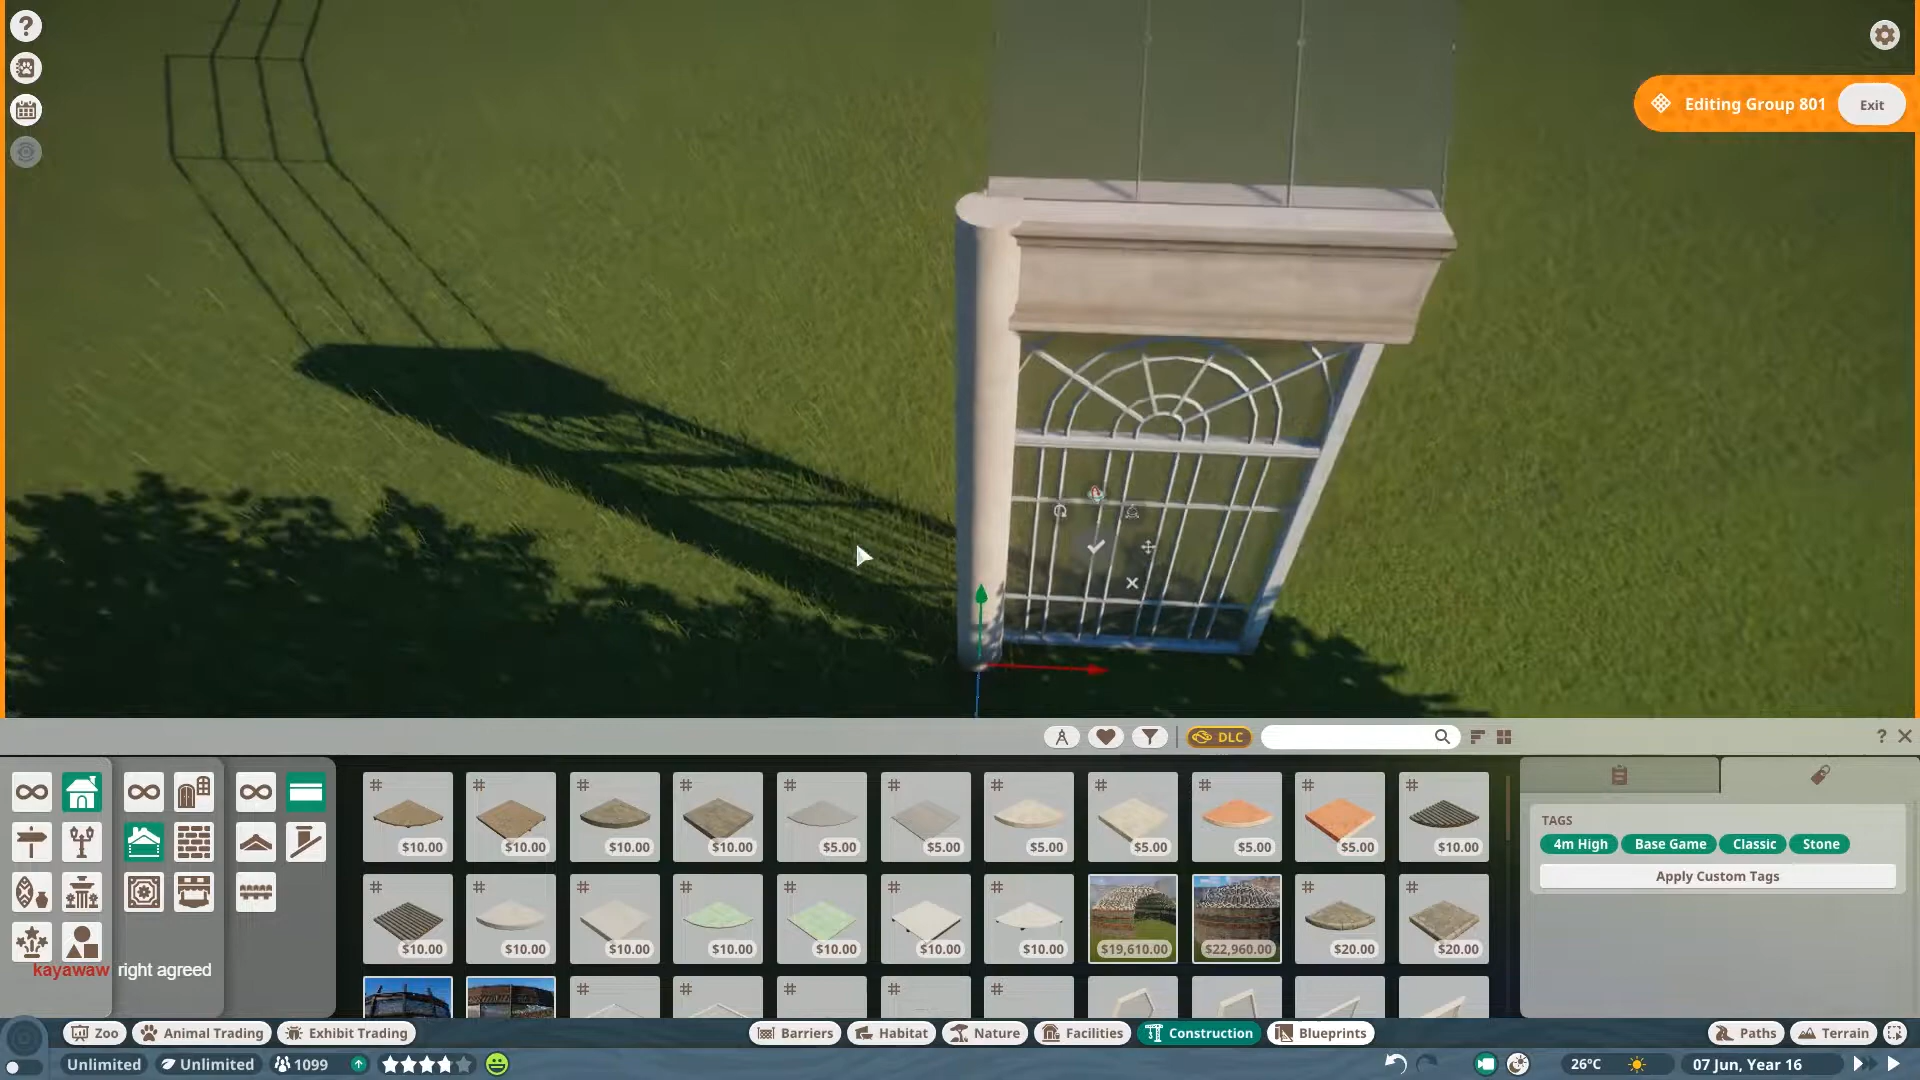 ?
Editing Group 801 Exit
DLC
? 
$10.00 $10.00 $10.00 $10.00 $5.00 $5.00 $5.00 $5.00 $5.00 $5.00 $10.00
$10.00 $10.00 $10.00 $10.00 $10.00 $10.00 $10.00 $19,610.00 $22,960.00 $20.00 $20.00
TAGS
4m High Base Game Classic Stone
Apply Custom Tags
kayawaw right agreed
Zoo Animal Trading Exhibit Trading Barriers Habitat Nature Facilities Construction Blueprints Paths Terrain
Unlimited Unlimited 1099 26°C 07 Jun, Year 16